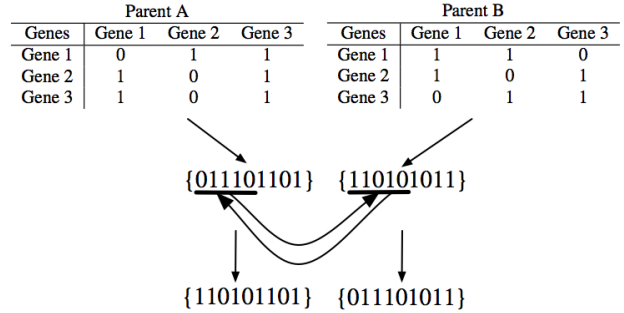 Parent A Parent B
Genes Gene 1 Gene 2 Gene 3 Genes Gene 1 Gene 2 Gene 3
Gene 1 0 1 1 Gene 1 1 1 0
Gene 2 1 0 1 Gene 2 1 0 1
Gene 3 1 0 1 Gene 3 0 1 1
{011101101} {110101011}
{110101101} {011101011}